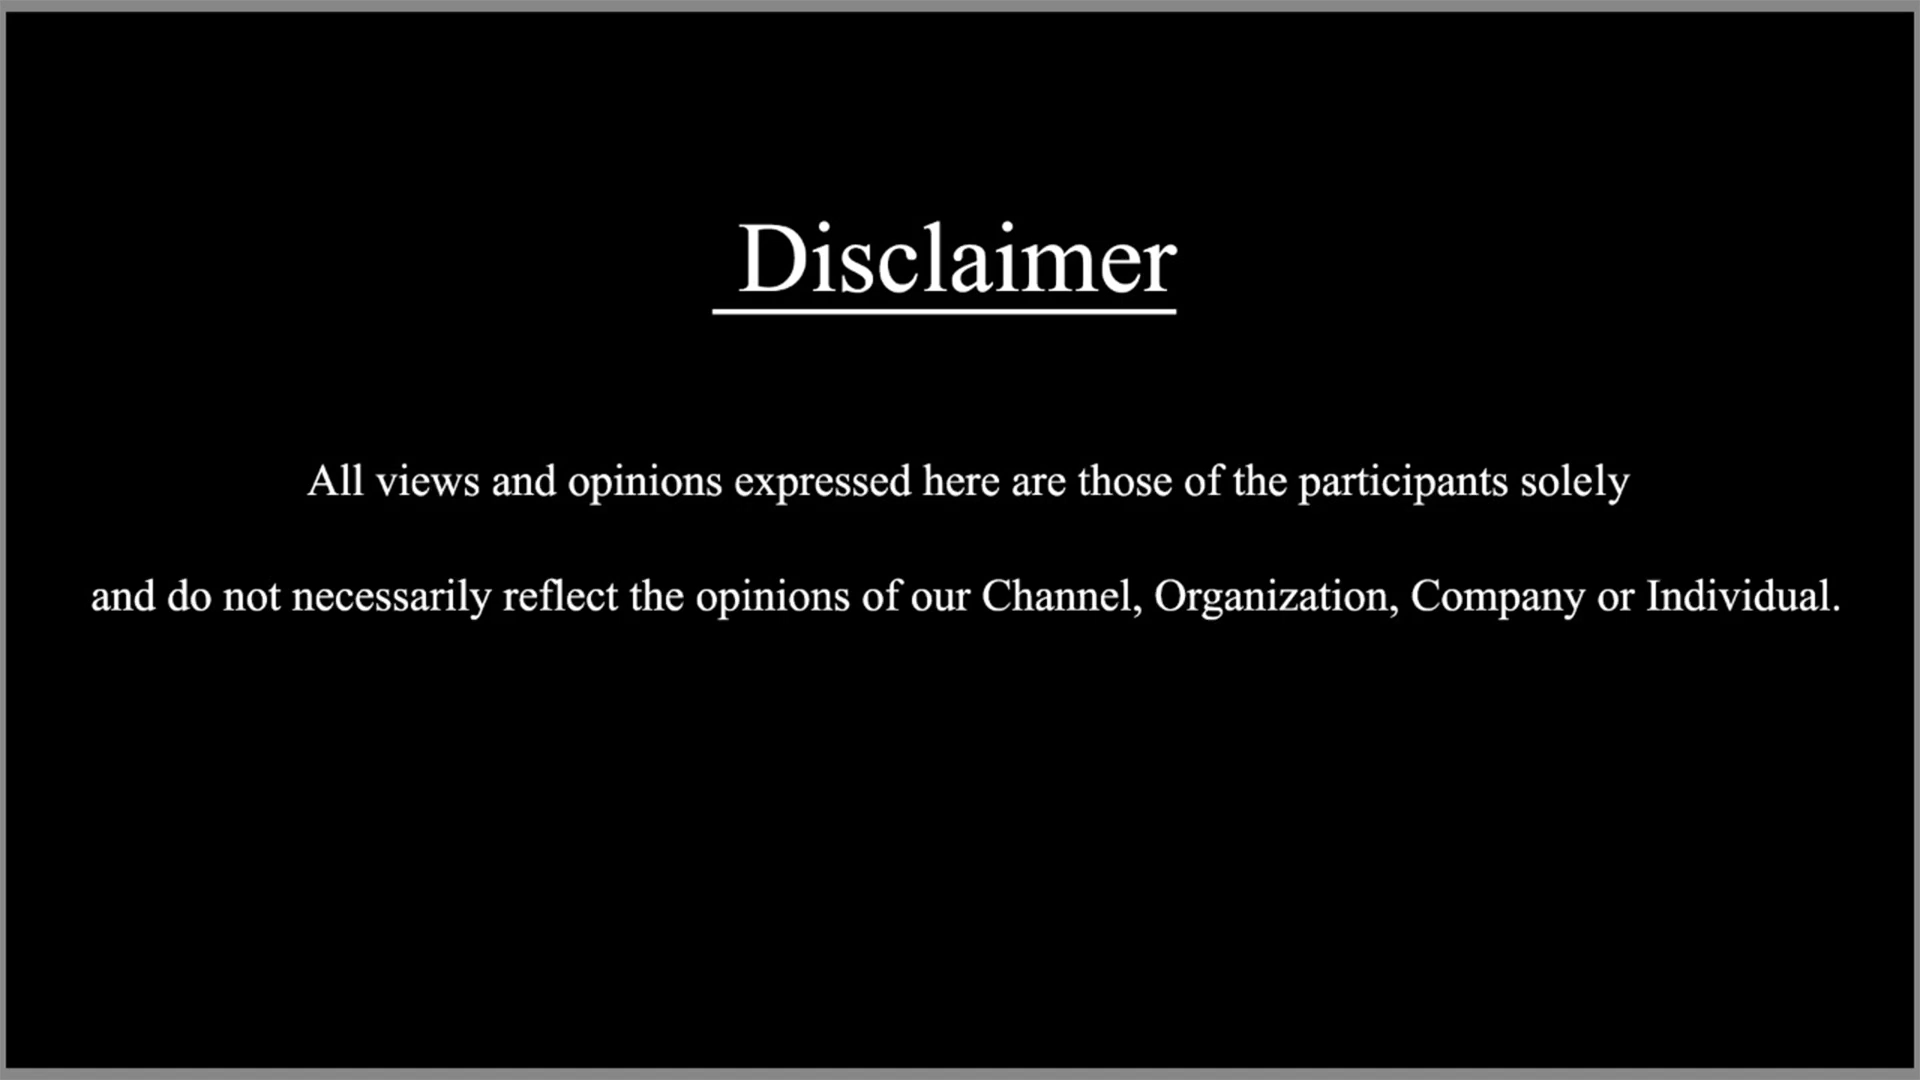 Disclaimer
All views and opinions expressed here are those of the participants solely
and do not necessarily reflect the opinions of our Channel, Organization, Company or Individual.